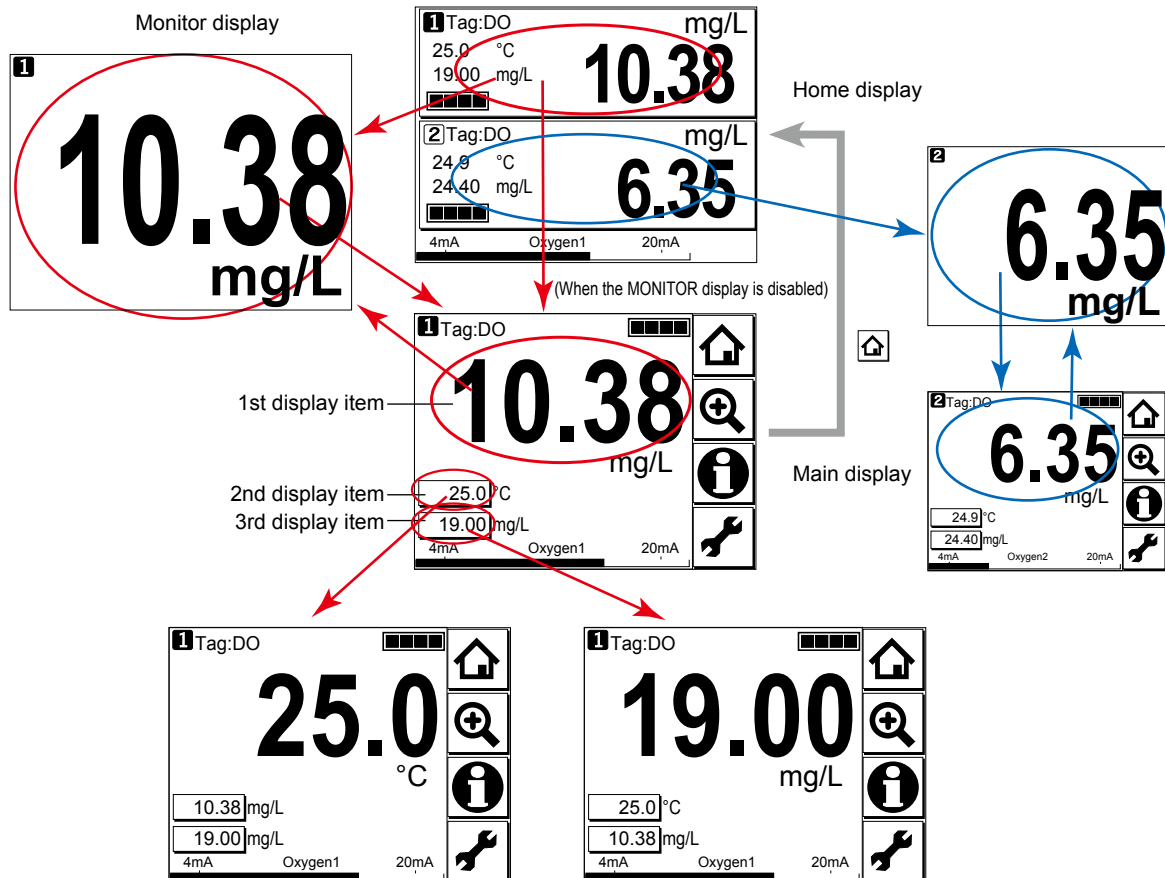 Monitor display
1
10.38
mg/L
1 Tag:DO
mg/L
25.0 °C
19.00 mg/L
10.38
2 Tag:DO
mg/L
24.9 °C
24.40 mg/L
6.35
4mA Oxygen1 20mA
Home display
2
6.35
mg/L
(When the MONITOR display is disabled)
1 Tag:DO
10.38
mg/L
1st display item
2nd display item
25.0 °C
3rd display item
19.00 mg/L
4mA Oxygen1 20mA
Main display
2 Tag:DO
6.35
mg/L
24.9 °C
24.40 mg/L
4mA Oxygen2 20mA
1 Tag:DO
25.0
°C
10.38 mg/L
19.00 mg/L
4mA Oxygen1 20mA
1 Tag:DO
19.00
mg/L
25.0 °C
10.38 mg/L
4mA Oxygen1 20mA